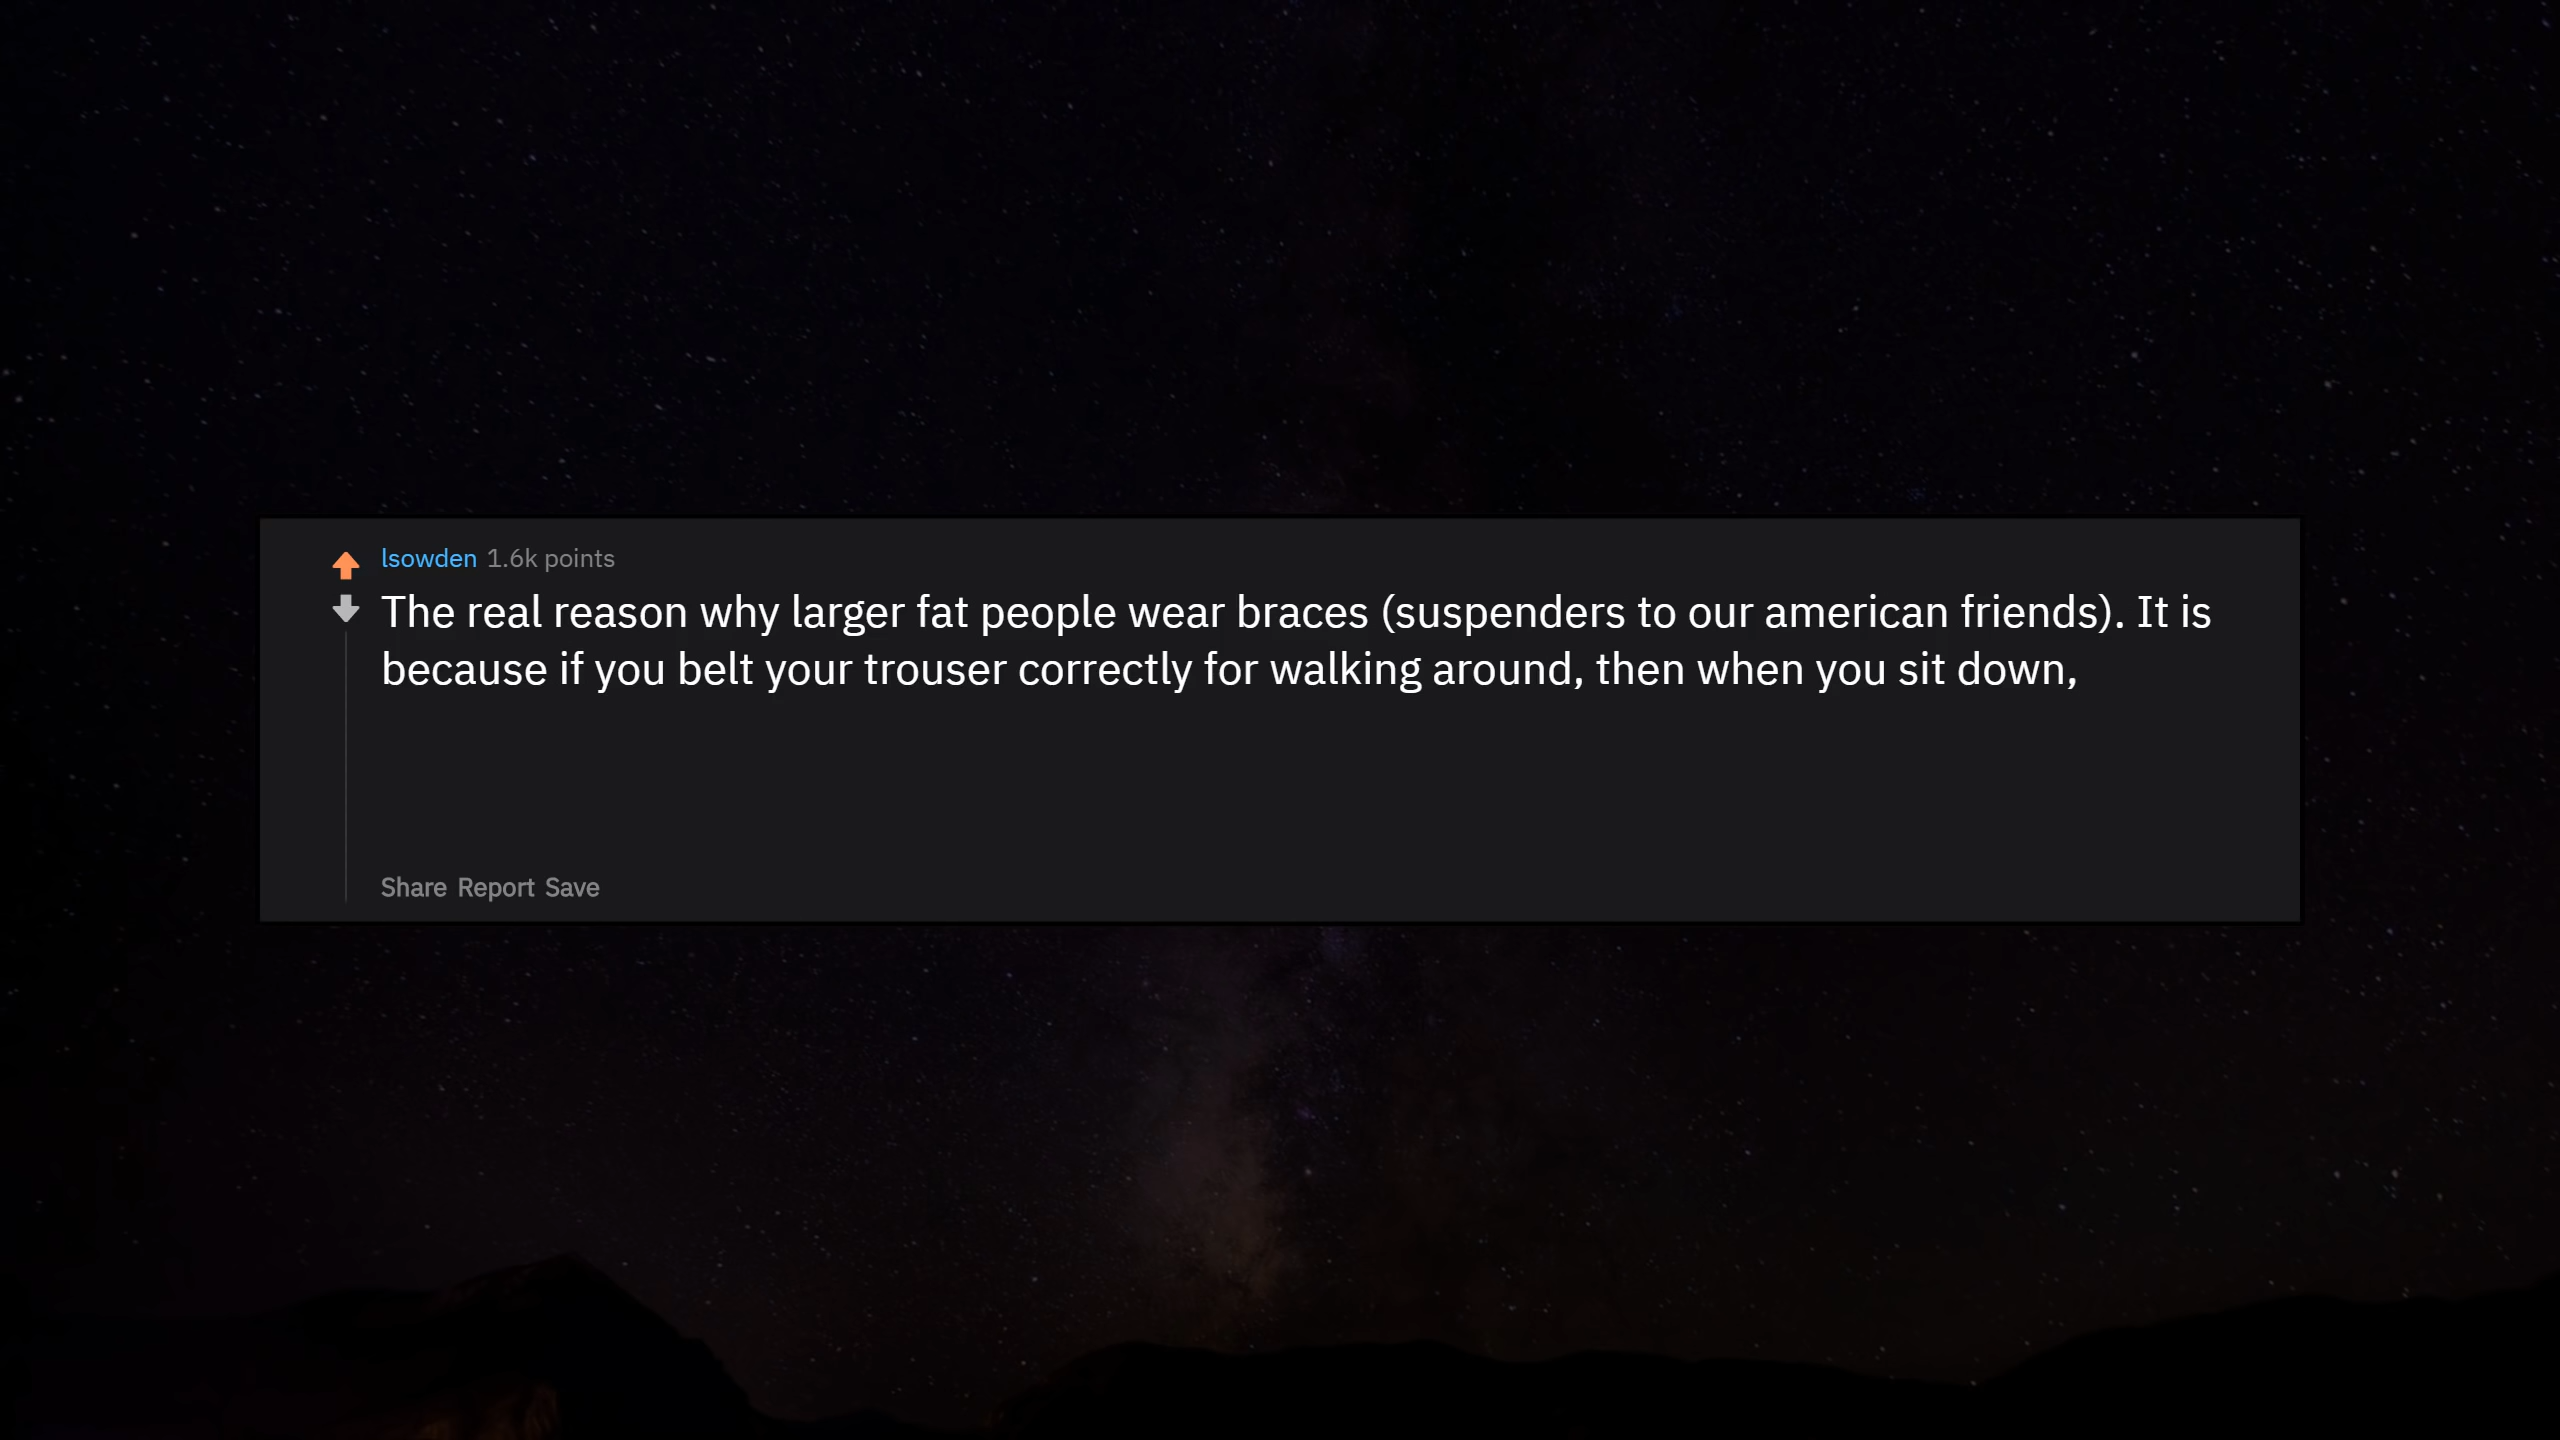 lsowden 1.6k points
The real reason why larger fat people wear braces (suspenders to our american friends). It is
because if you belt your trouser correctly for walking around, then when you sit down,
Share Report Save